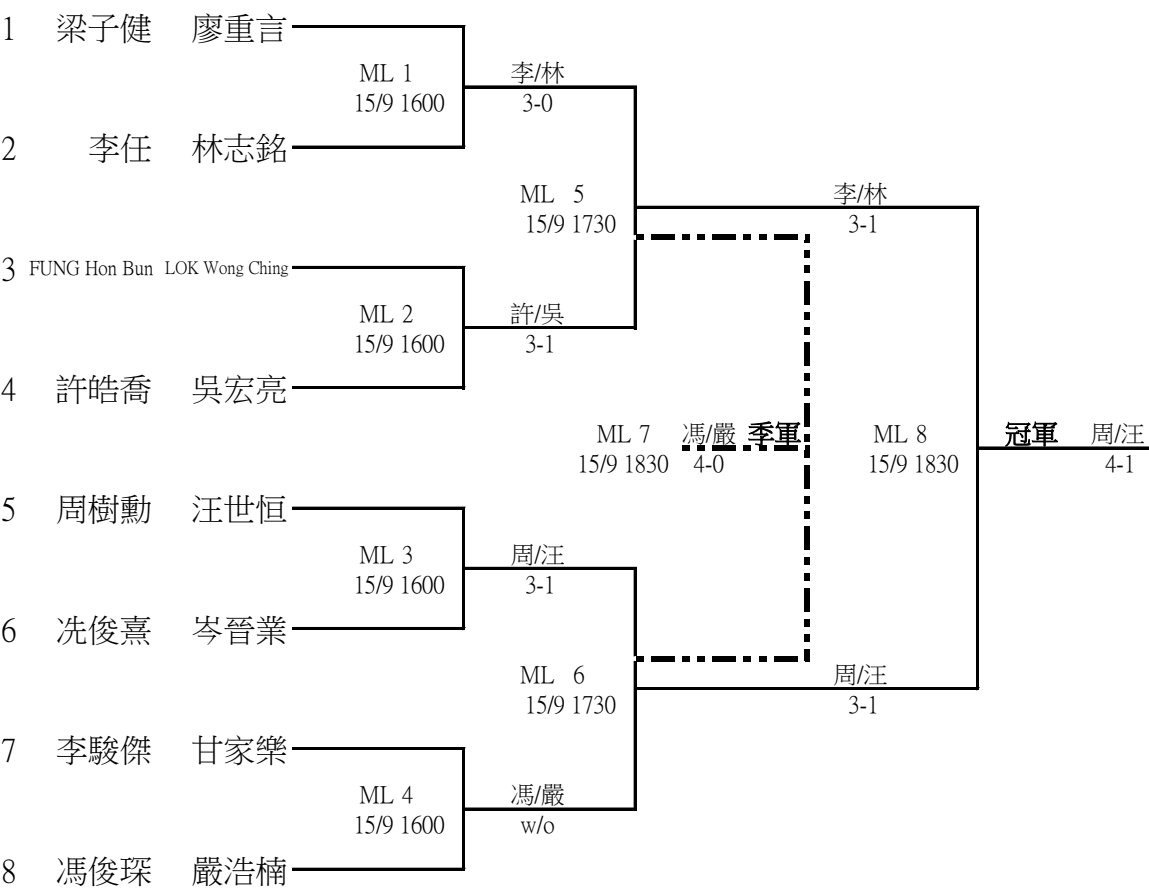 1 梁子健 廖重言
ML 1 李/林
15/9 1600 3-0
2 李任 林志銘
ML 5 李/林
15/9 1730 3-1
3 FUNG Hon Bun LOK Wong Ching
ML 2 許/吳
15/9 1600 3-1
4 許皓喬 吳宏亮
ML 7 馮/嚴 季軍 ML 8 冠軍 周/汪
15/9 1830 4-0 15/9 1830 4-1
5 周樹勳 汪世恒
ML 3 周/汪
15/9 1600 3-1
6 冼俊熹 岑晉業
ML 6 周/汪
15/9 1730 3-1
7 李駿傑 甘家樂
ML 4 馮/嚴
15/9 1600 w/o
8 馮俊琛 嚴浩楠